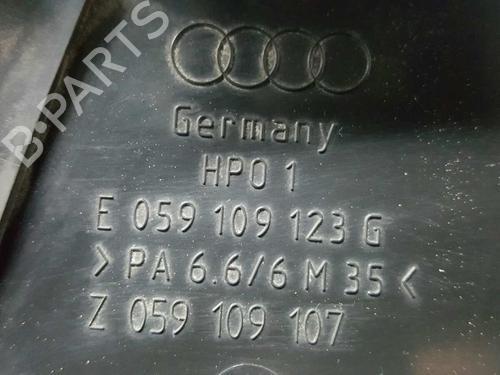 B-PARTS
Germany
HPO 1
E 059 109 123 G
> PA 6.6/6 M 35 <
Z 059 109 107